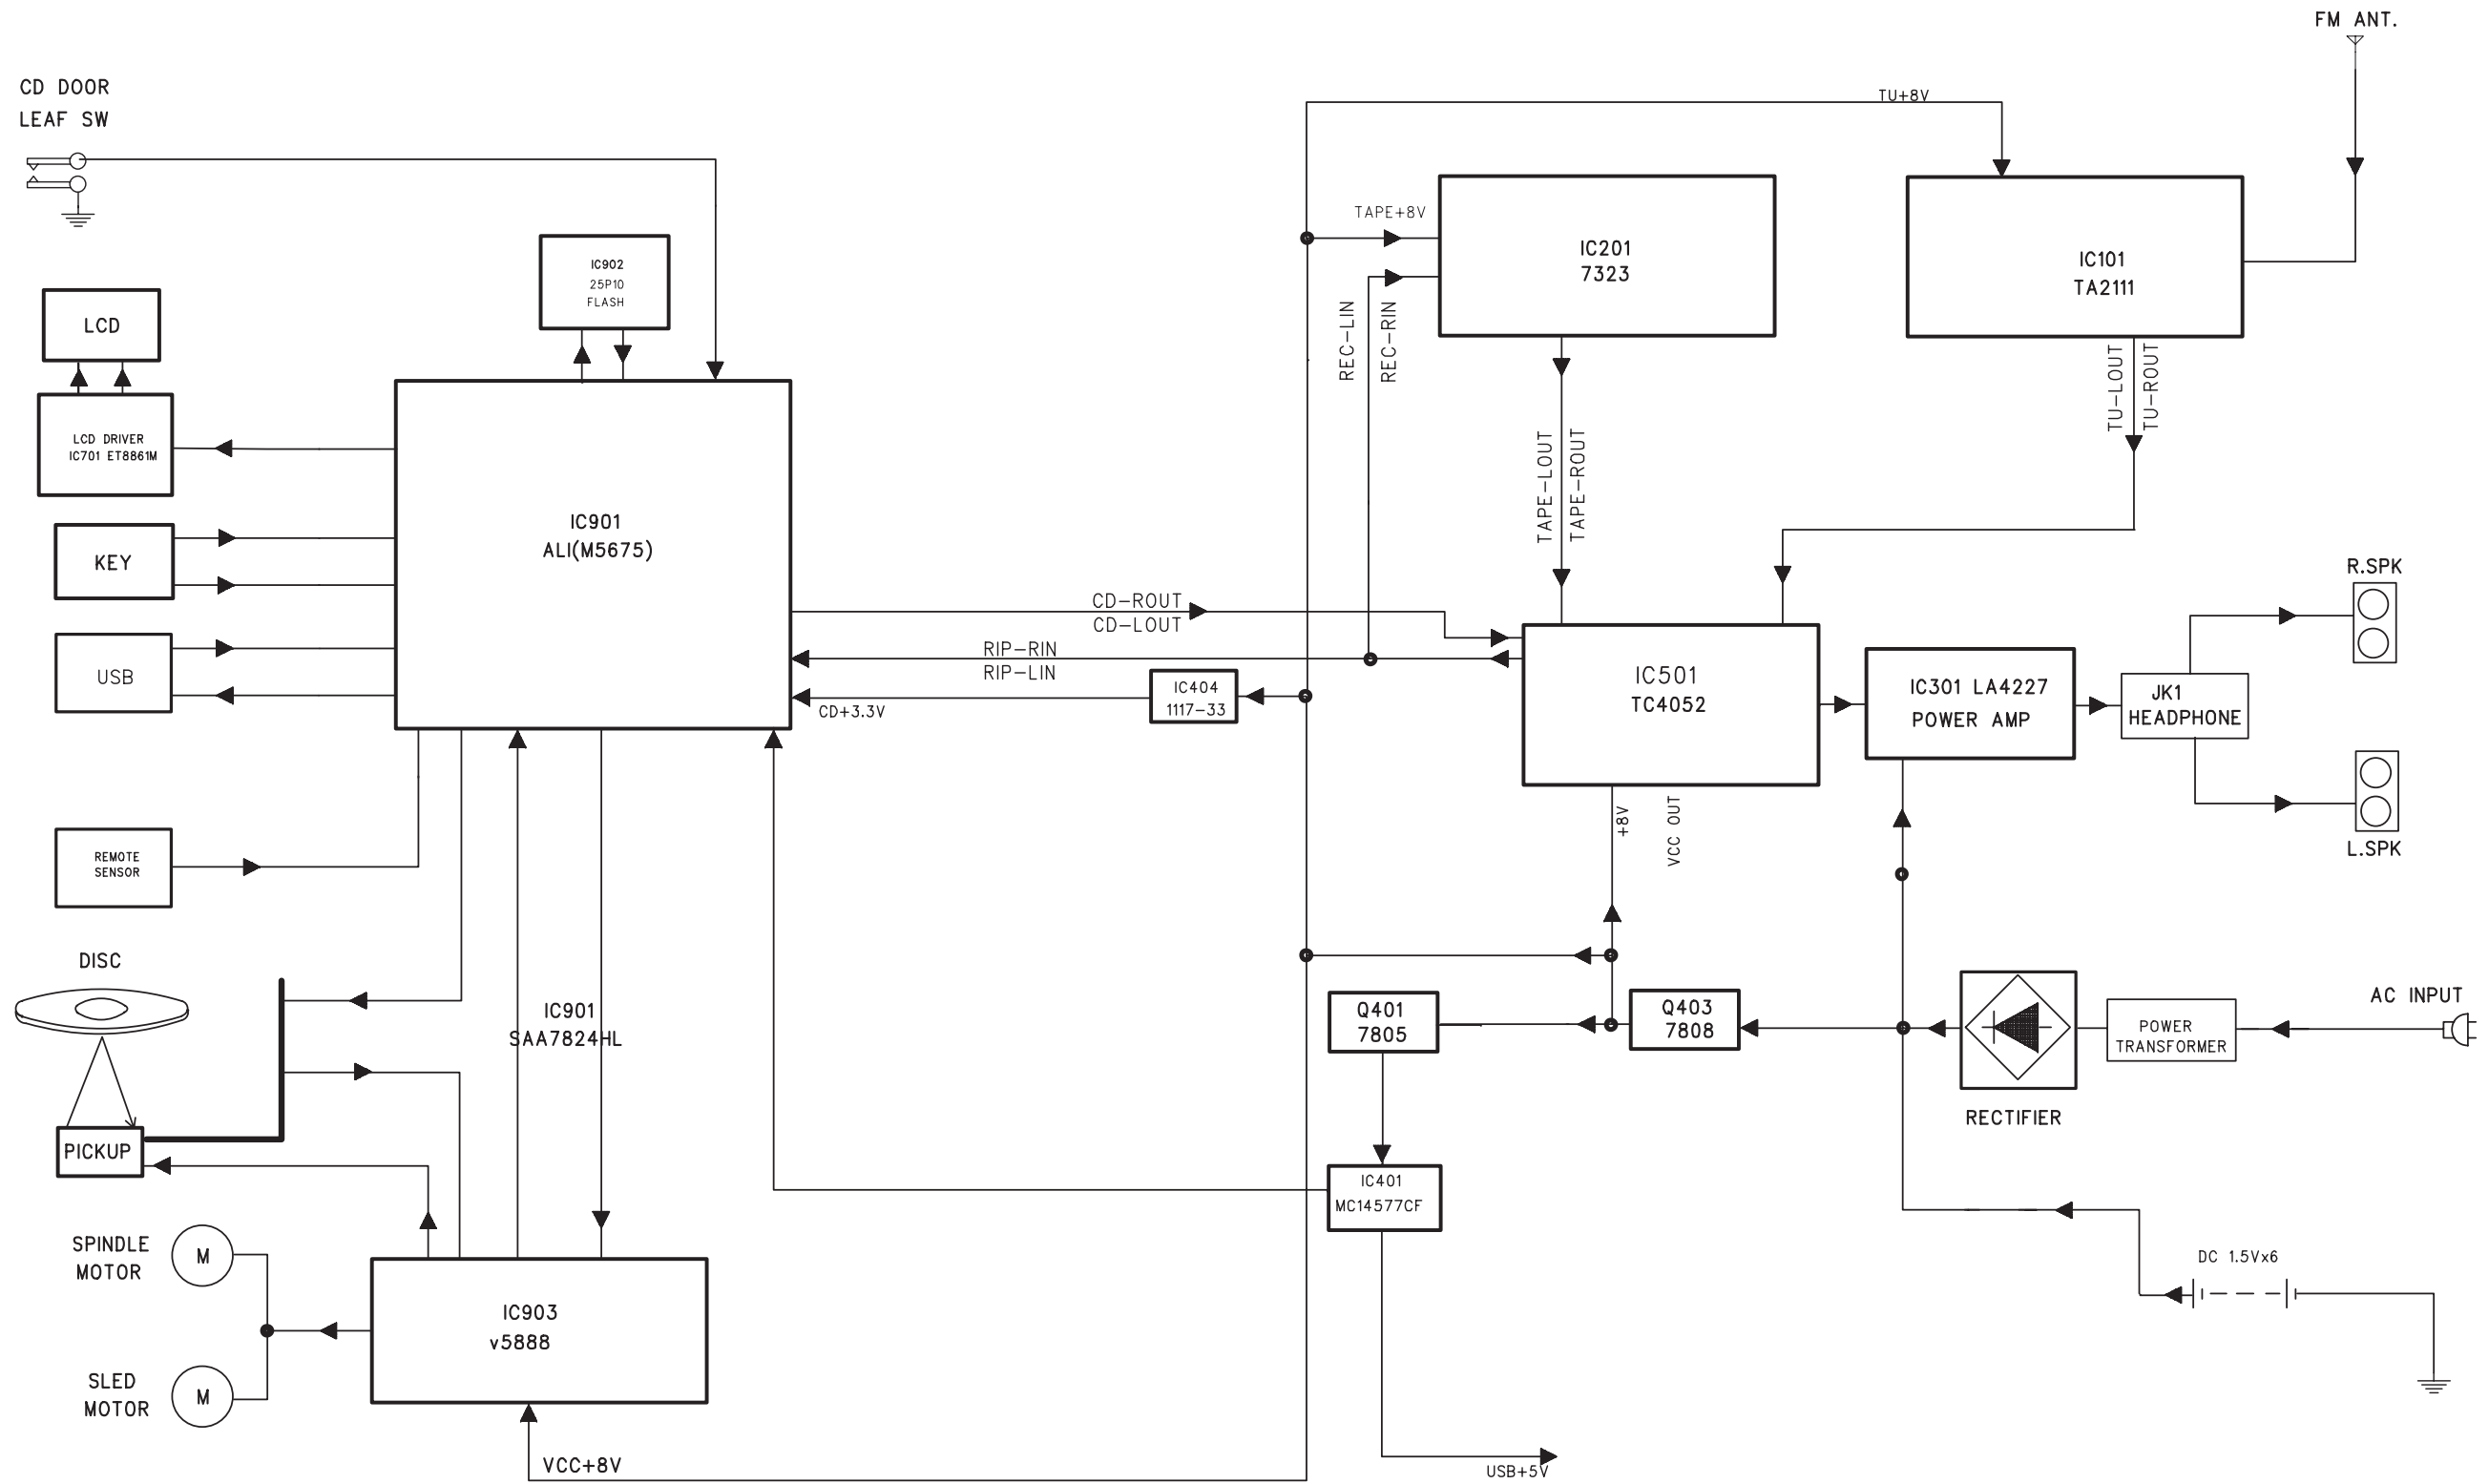 FM ANT.
CD DOOR
LEAF SW
TU+8V
TAPE+8V
IC201
7323
IC101
TA2111
IC902
25P10
FLASH
LCD
REC-LIN
REC-RIN
TU-LOUT
TU-ROUT
LCD DRIVER
IC701 ET8861M
TAPE-LOUT
TAPE-ROUT
IC901
ALI(M5675)
KEY
R.SPK
CD-ROUT
CD-LOUT
RIP-RIN
RIP-LIN
USB
IC404
1117-33
CD+3.3V
IC501
TC4052
IC301 LA4227
POWER AMP
JK1
HEADPHONE
+8V
VCC OUT
L.SPK
REMOTE
SENSOR
DISC
IC901
SAA7824HL
Q401
7805
Q403
7808
AC INPUT
POWER
TRANSFORMER
RECTIFIER
PICKUP
IC401
MC14577CF
SPINDLE
MOTOR
M
DC 1.5Vx6
IC903
v5888
SLED
MOTOR
M
VCC+8V
USB+5V